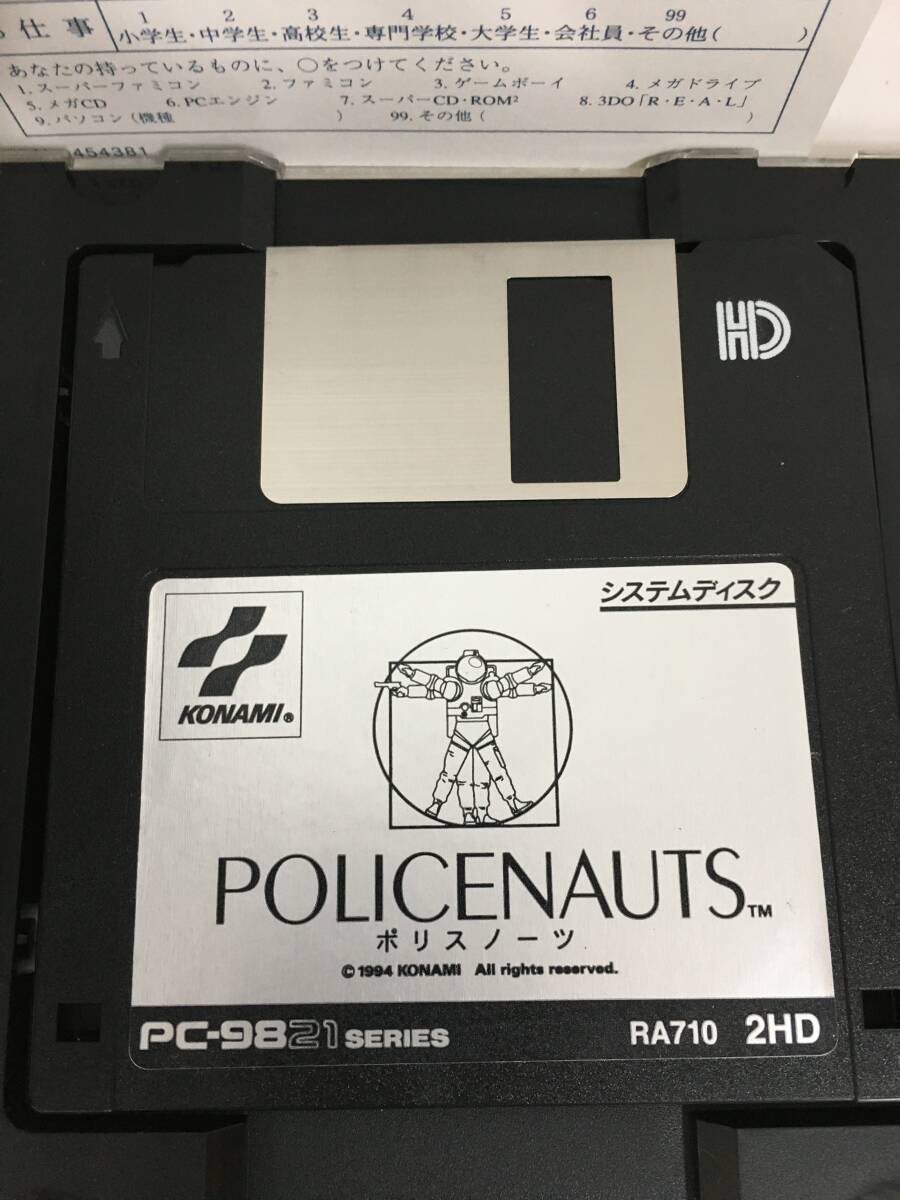 仕事
1 2 3 4 5 6 99
小学生・中学生・高校生・専門学校・大学生・会社員・その他( )
あなたの持っているものに、○をつけてください。
1. スーパーファミコン 2. ファミコン 3. ゲームボーイ 4. メガドライブ
5. メガCD 6. PCエンジン 7. スーパーCD・ROM² 8. 3DO「R・E・A・L」
9. パソコン(機種 ) 99. その他( )
454381
HD
システムディスク
KONAMI®
POLICENAUTS™
ポリスノーツ
©1994 KONAMI All rights reserved.
PC-9821 SERIES RA710 2HD